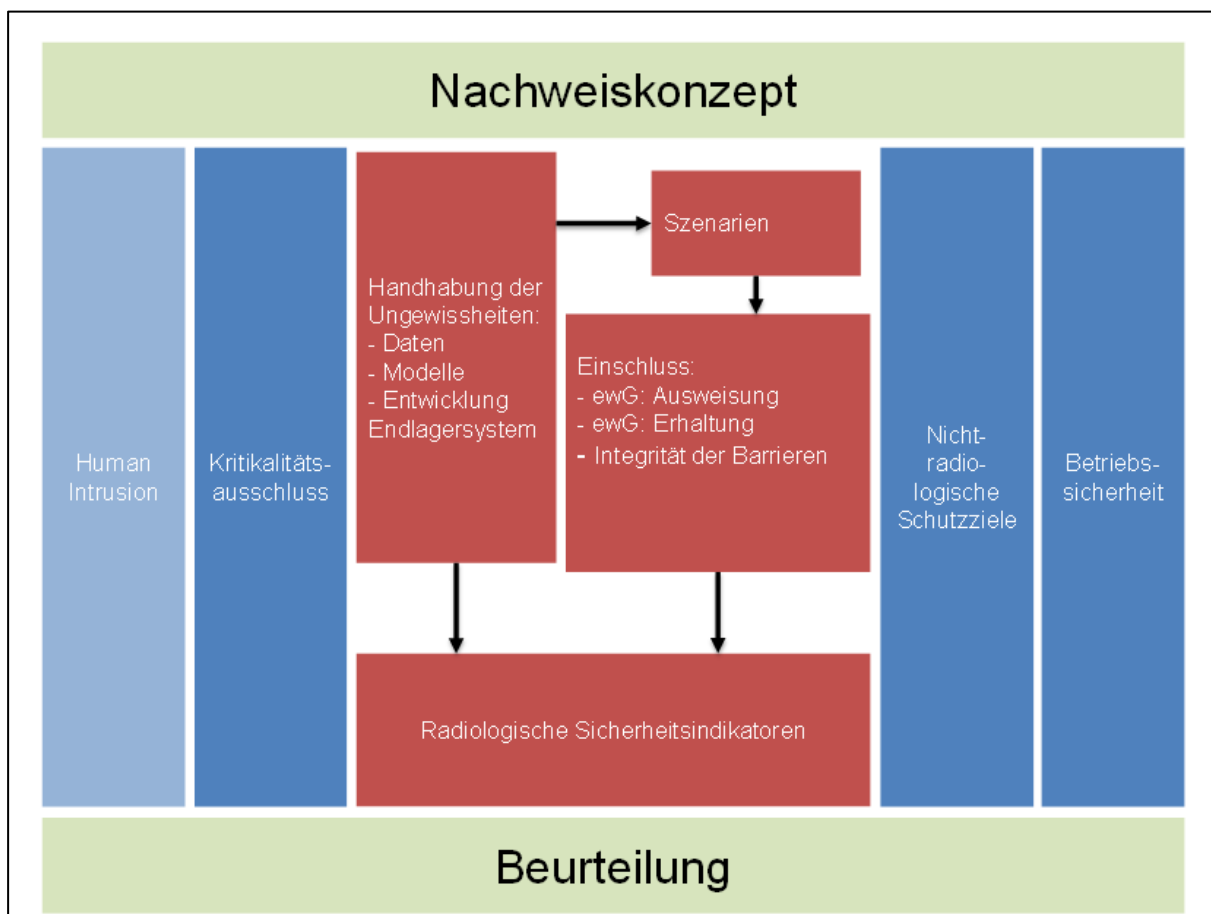 Nachweiskonzept
Human
Intrusion
Kritikalitäts-
ausschluss
Handhabung der
Ungewissheiten:
- Daten
- Modelle
- Entwicklung
Endlagersystem
Szenarien
Einschluss:
- ewG: Ausweisung
- ewG: Erhaltung
- Integrität der Barrieren
Radiologische Sicherheitsindikatoren
Nicht-
radio-
logische
Schutzziele
Betriebs-
sicherheit
Beurteilung